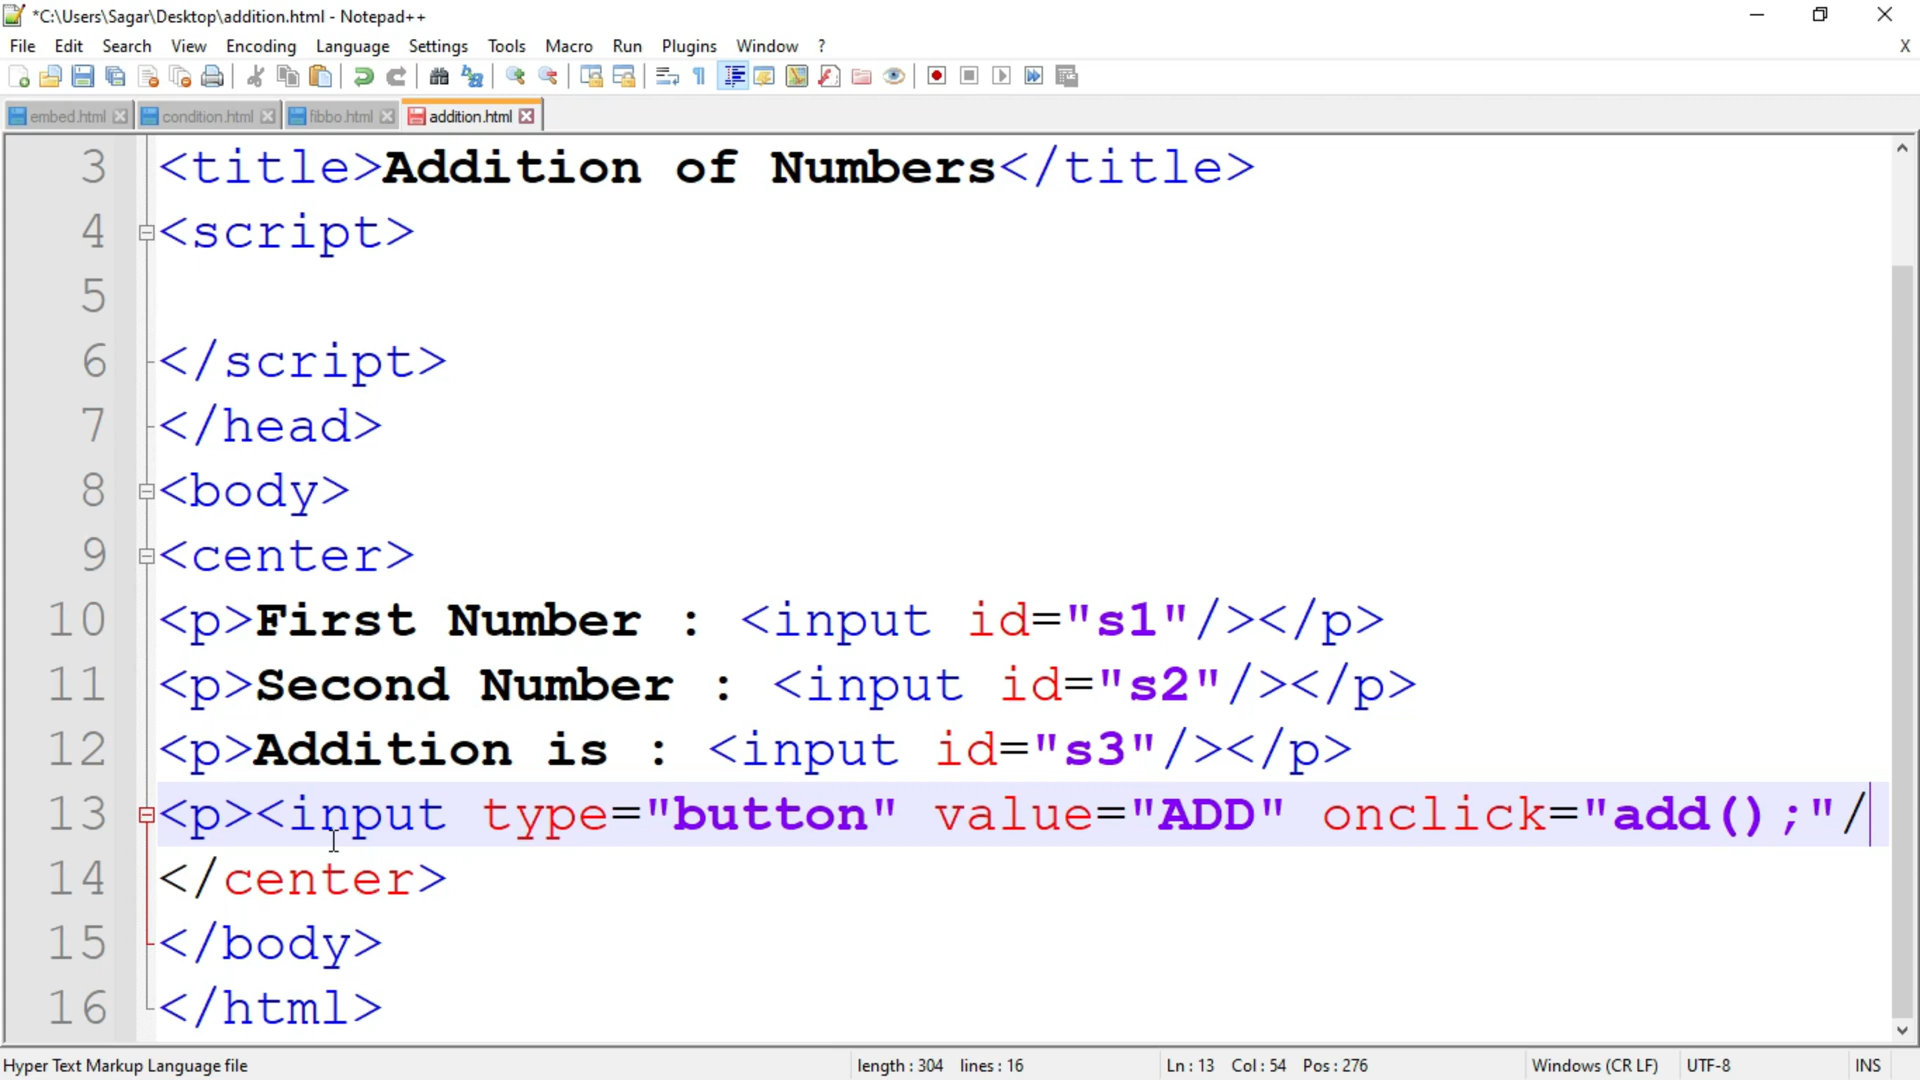 *C:\Users\Sagar\Desktop\addition.html - Notepad++
File Edit Search View Encoding Language Settings Tools Macro Run Plugins Window ? X
embed.html condition.html fibbo.html addition.html
3 <title>Addition of Numbers</title>
4 <script>
5
6 </script>
7 </head>
8 <body>
9 <center>
10 <p>First Number : <input id="s1"/></p>
11 <p>Second Number : <input id="s2"/></p>
12 <p>Addition is : <input id="s3"/></p>
13 <p><input type="button" value="ADD" onclick="add();"/
14 </center>
15 </body>
16 </html>
Hyper Text Markup Language file length : 304 lines : 16 Ln : 13 Col : 54 Pos : 276 Windows (CR LF) UTF-8 INS